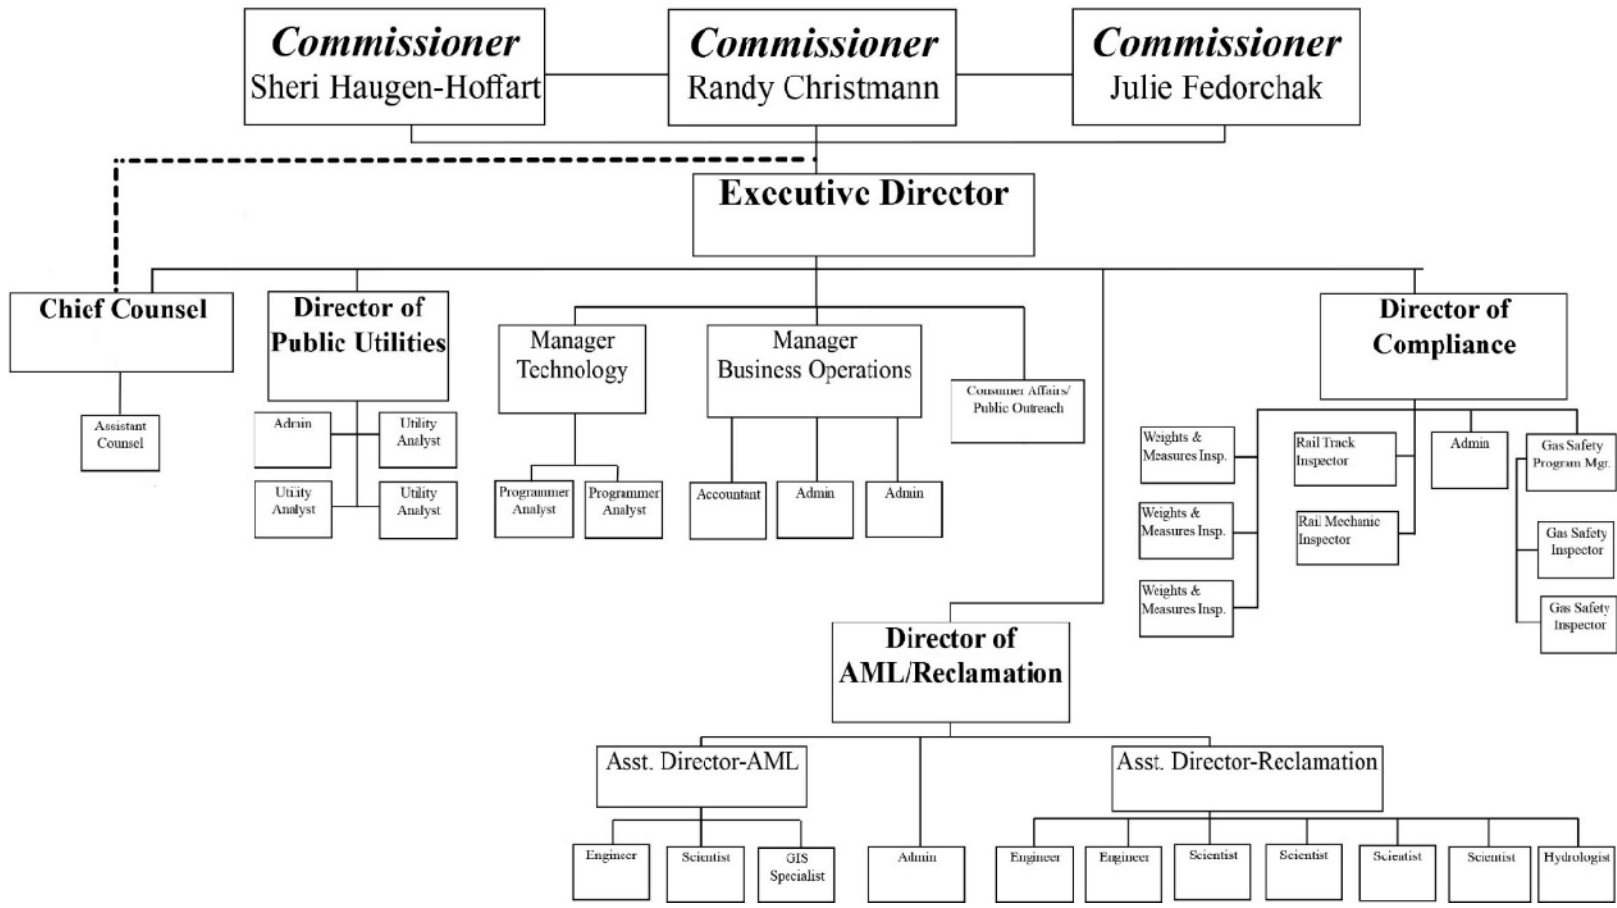 Commissioner
Sheri Haugen-Hoffart
Commissioner
Randy Christmann
Commissioner
Julie Fedorchak
Executive Director
Chief Counsel
Assistant
Counsel
Director of
Public Utilities
Admin
Utility
Analyst
Utility
Analyst
Utility
Analyst
Manager
Technology
Programmer
Analyst
Programmer
Analyst
Manager
Business Operations
Accountant
Admin
Admin
Consumer Affairs/
Public Outreach
Director of
Compliance
Weights &
Measures Insp.
Weights &
Measures Insp.
Weights &
Measures Insp.
Rail Track
Inspector
Rail Mechanic
Inspector
Admin
Gas Safety
Program Mgr.
Gas Safety
Inspector
Gas Safety
Inspector
Director of
AML/Reclamation
Asst. Director-AML
Engineer
Scientist
GIS
Specialist
Admin
Asst. Director-Reclamation
Engineer
Engineer
Scientist
Scientist
Scientist
Scientist
Hydrologist